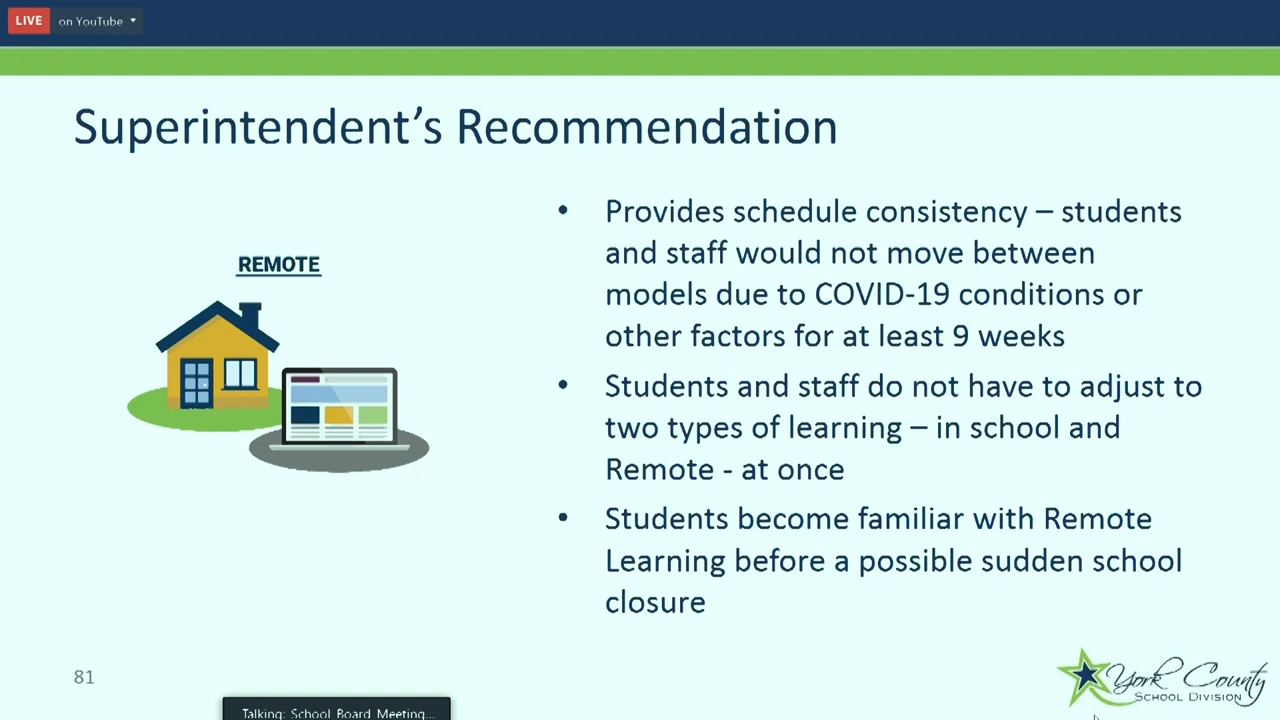 LIVE on YouTube
Superintendent's Recommendation
REMOTE
• Provides schedule consistency – students
and staff would not move between
models due to COVID-19 conditions or
other factors for at least 9 weeks
• Students and staff do not have to adjust to
two types of learning – in school and
Remote - at once
• Students become familiar with Remote
Learning before a possible sudden school
closure
81
York County
SCHOOL DIVISION
Talking: School Board Meeting...